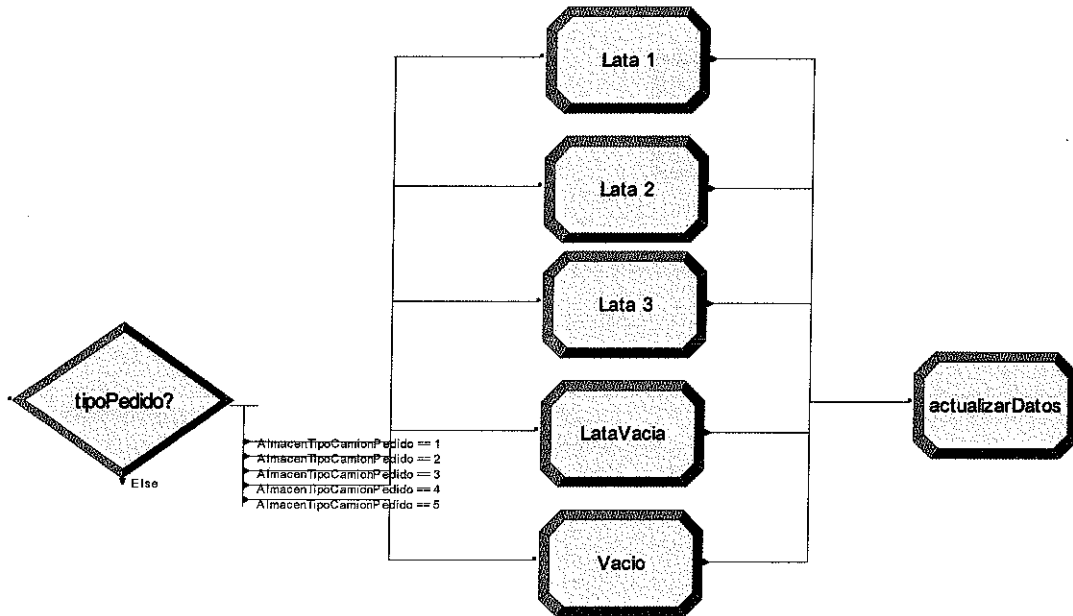 Lata 1
Lata 2
Lata 3
tipoPedido?
actualizarDatos
LataVacia
AlmacenTipoCamionPedido == 1
AlmacenTipoCamionPedido == 2
AlmacenTipoCamionPedido == 3
AlmacenTipoCamionPedido == 4
AlmacenTipoCamionPedido == 5
Else
Vacio